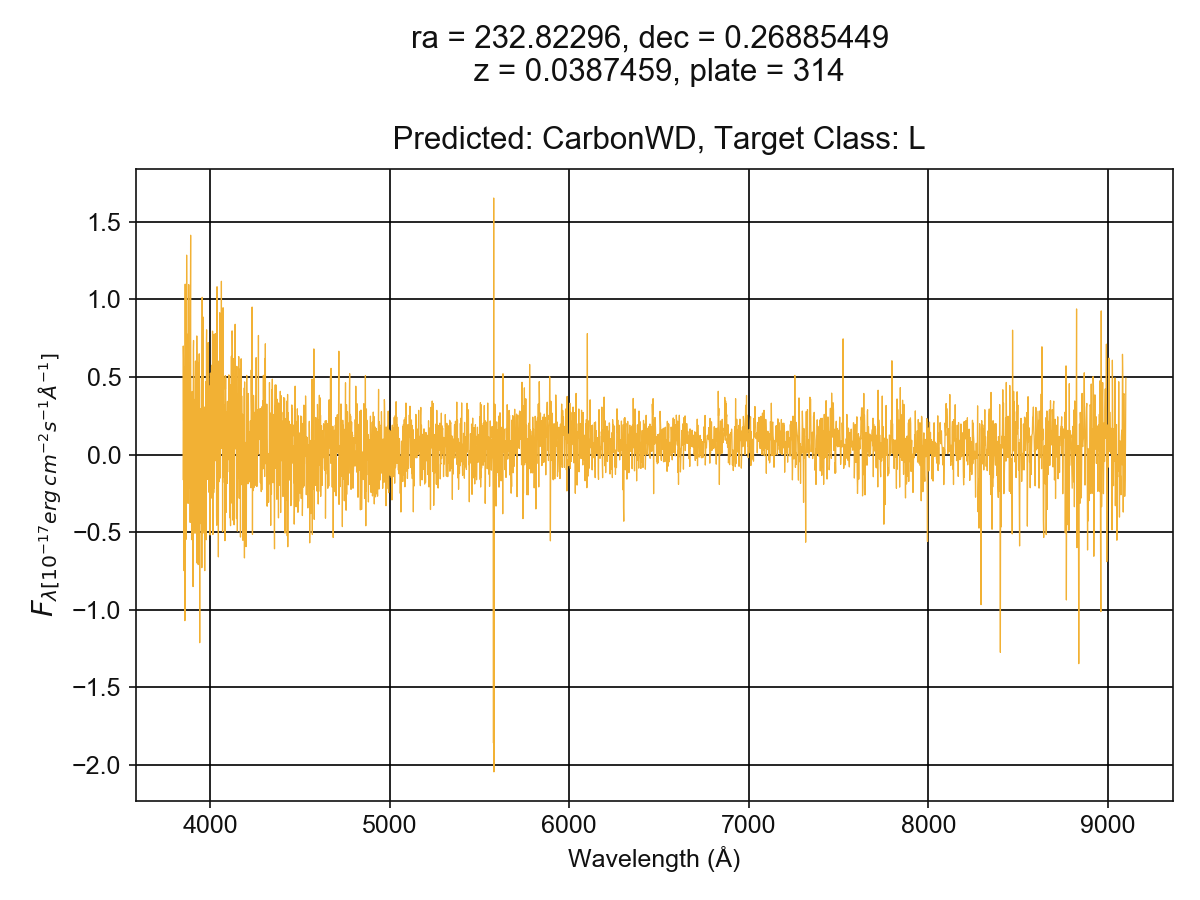 ra = 232.82296, dec = 0.26885449
z = 0.0387459, plate = 314
Predicted: CarbonWD, Target Class: L
1.5
1.0
0.5
0.0
−0.5
−1.0
−1.5
−2.0
F_{λ[10^{−17} erg cm^{−2} s^{−1} Å^{−1}]}
4000 5000 6000 7000 8000 9000
Wavelength (Å)